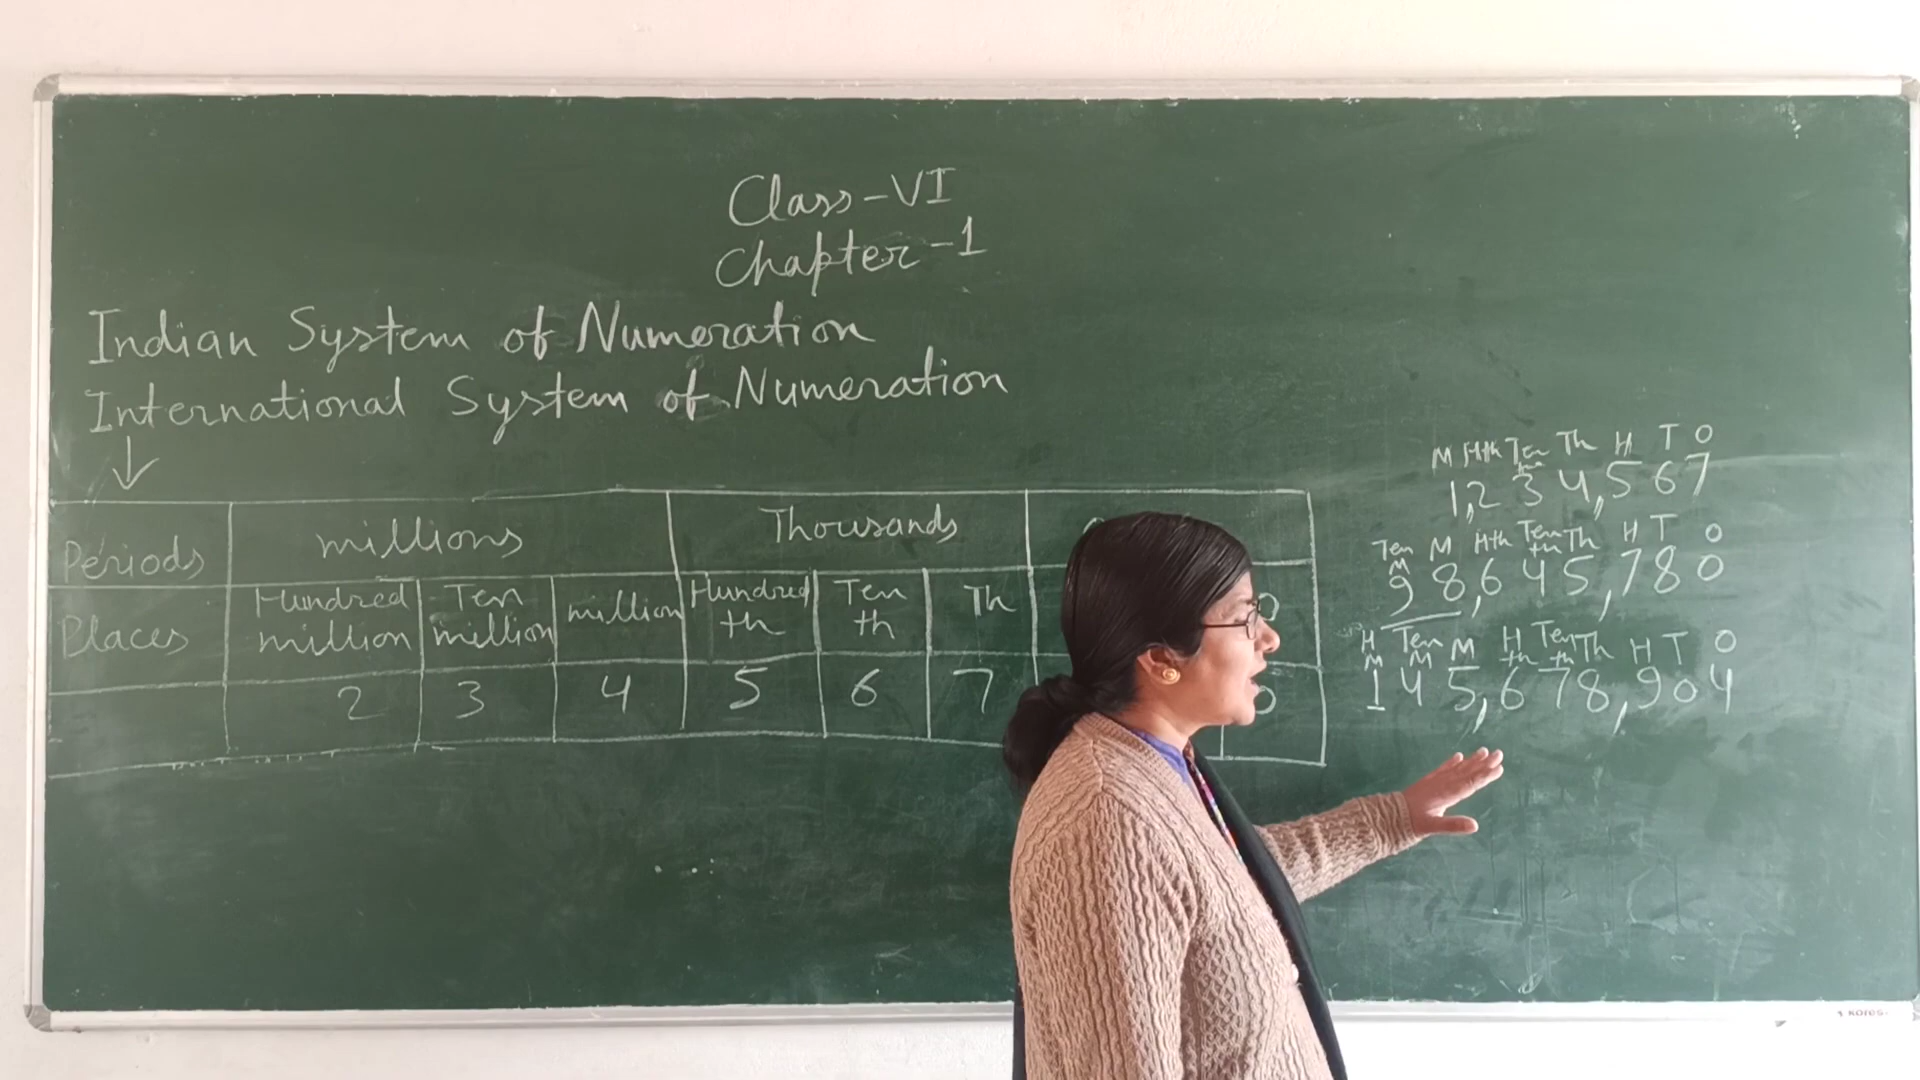 Class-VI
Chapter-1
Indian System of Numeration
International System of Numeration
Periods millions Thousands
Places Hundred million Ten million million Hundred th Ten th Th
2 3 4 5 6 7 0
M Hth Ten th Th H T O
1,2 3 4,5 6 7
Ten M M Hth Ten th Th H T O
9 8,6 4 5,7 8 0
H M Ten M M H th Ten th Th H T O
1 4 5,6 7 8,9 0 4